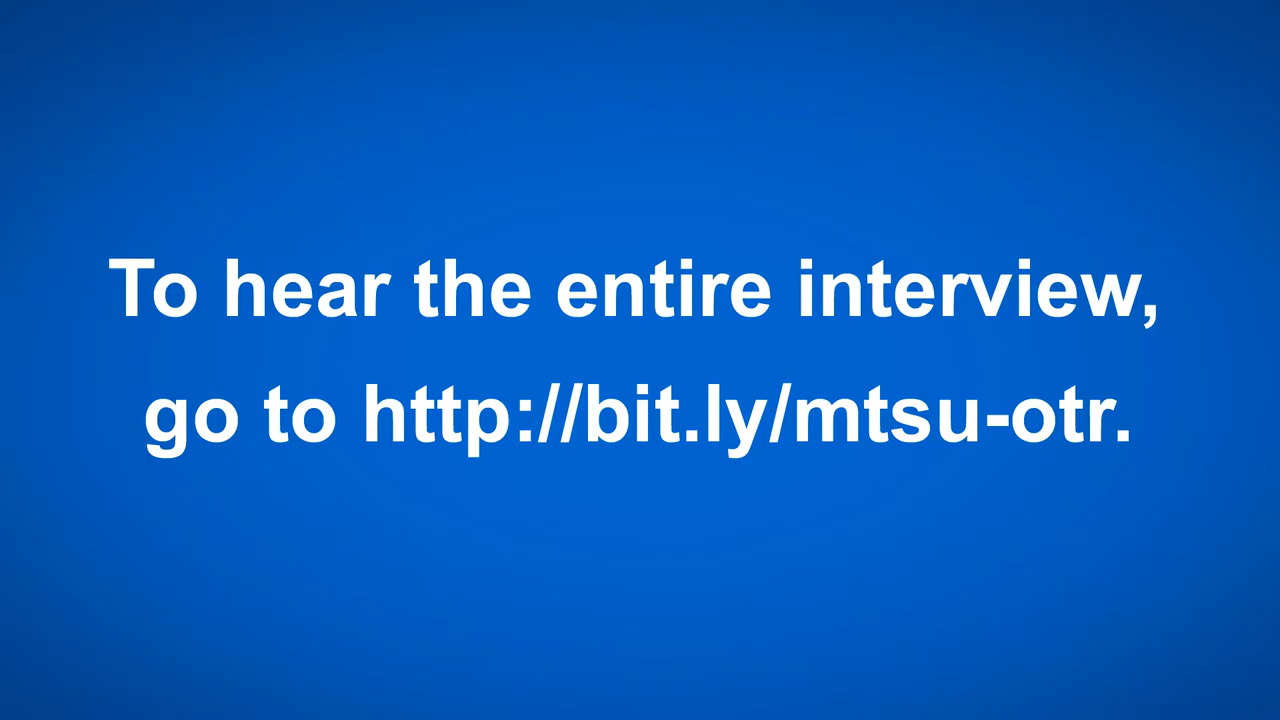 To hear the entire interview,
go to http://bit.ly/mtsu-otr.